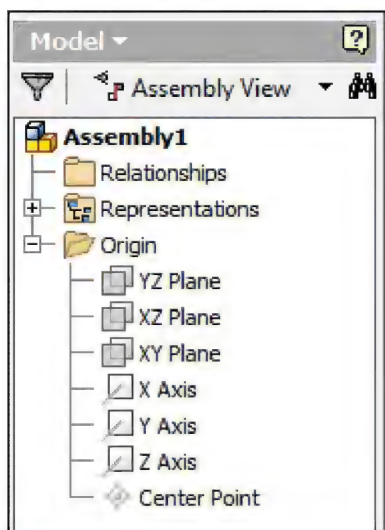 Model
Assembly View
Assembly1
Relationships
Representations
Origin
YZ Plane
XZ Plane
XY Plane
X Axis
Y Axis
Z Axis
Center Point